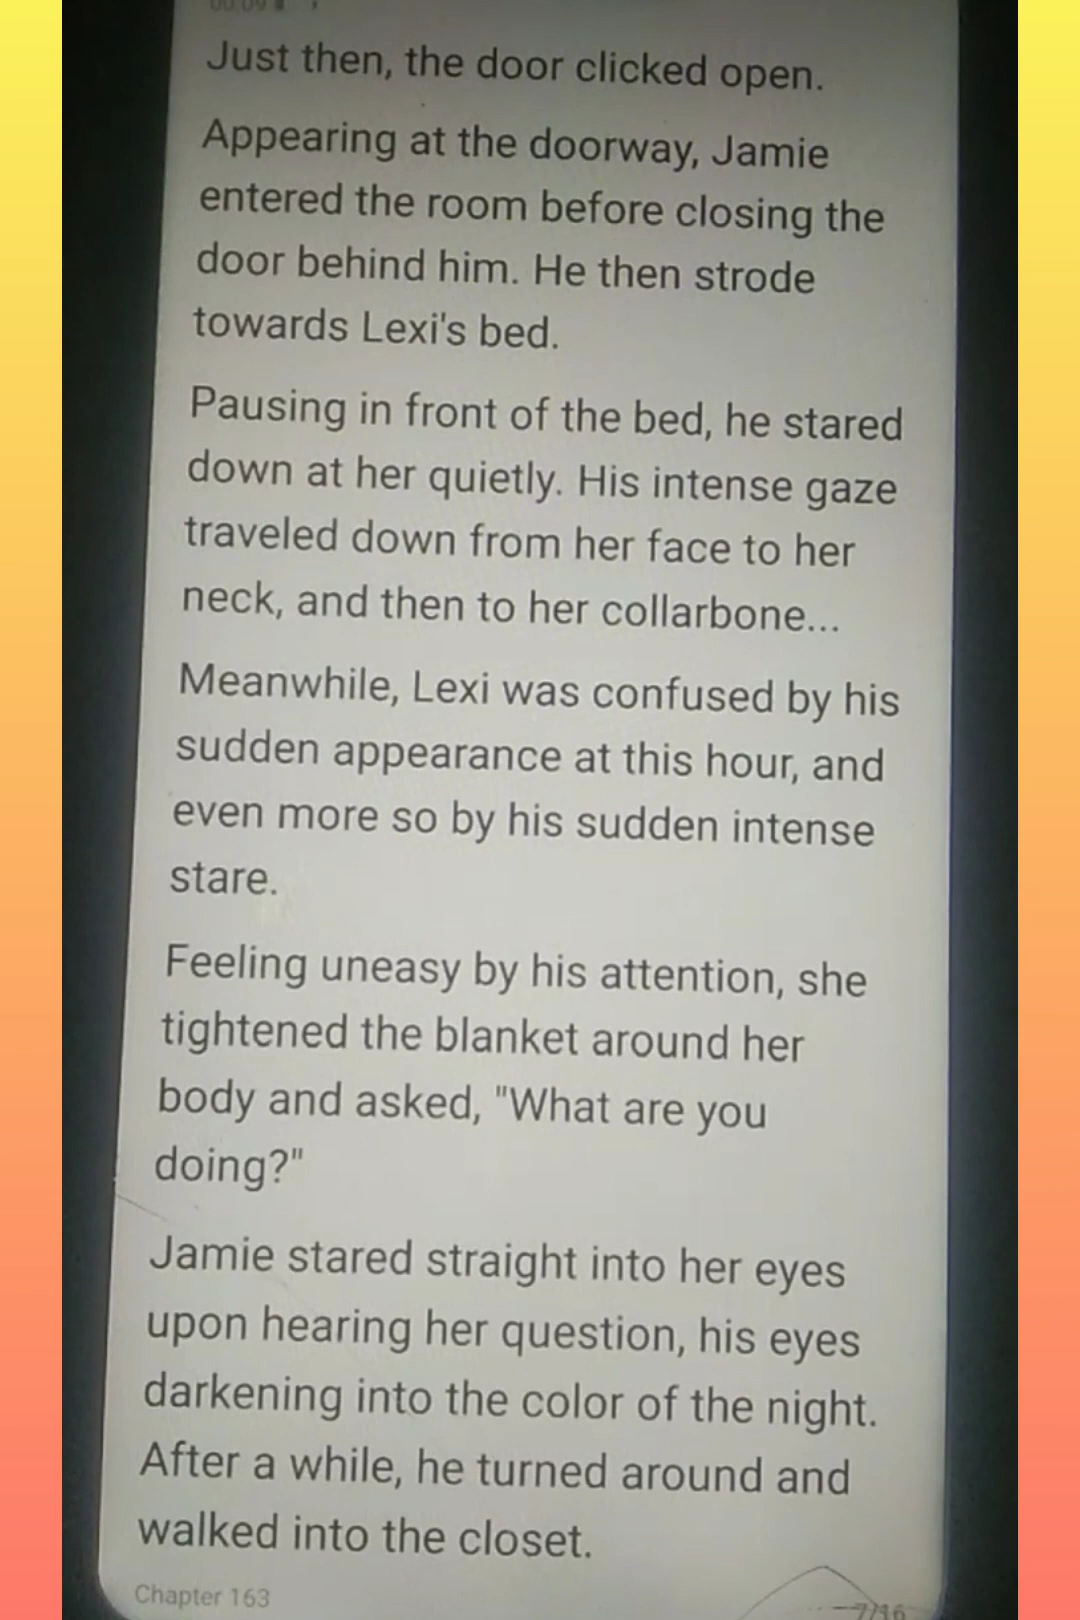 Just then, the door clicked open.
Appearing at the doorway, Jamie
entered the room before closing the
door behind him. He then strode
towards Lexi's bed.
Pausing in front of the bed, he stared
down at her quietly. His intense gaze
traveled down from her face to her
neck, and then to her collarbone...
Meanwhile, Lexi was confused by his
sudden appearance at this hour, and
even more so by his sudden intense
stare.
Feeling uneasy by his attention, she
tightened the blanket around her
body and asked, "What are you
doing?"
Jamie stared straight into her eyes
upon hearing her question, his eyes
darkening into the color of the night.
After a while, he turned around and
walked into the closet.
Chapter 163
7/16